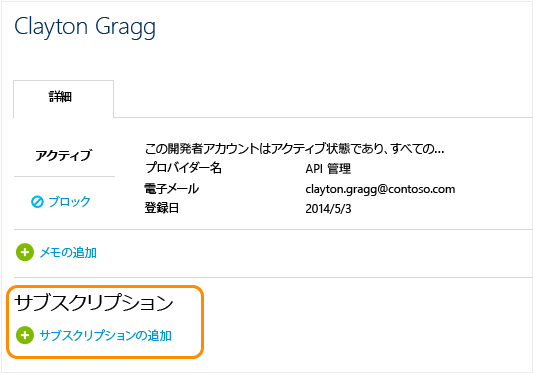 Clayton Gragg
詳細
アクティブ
この開発者アカウントはアクティブ状態であり、すべての...
プロバイダー名 API 管理
電子メール clayton.gragg@contoso.com
ブロック
登録日 2014/5/3
メモの追加
サブスクリプション
サブスクリプションの追加